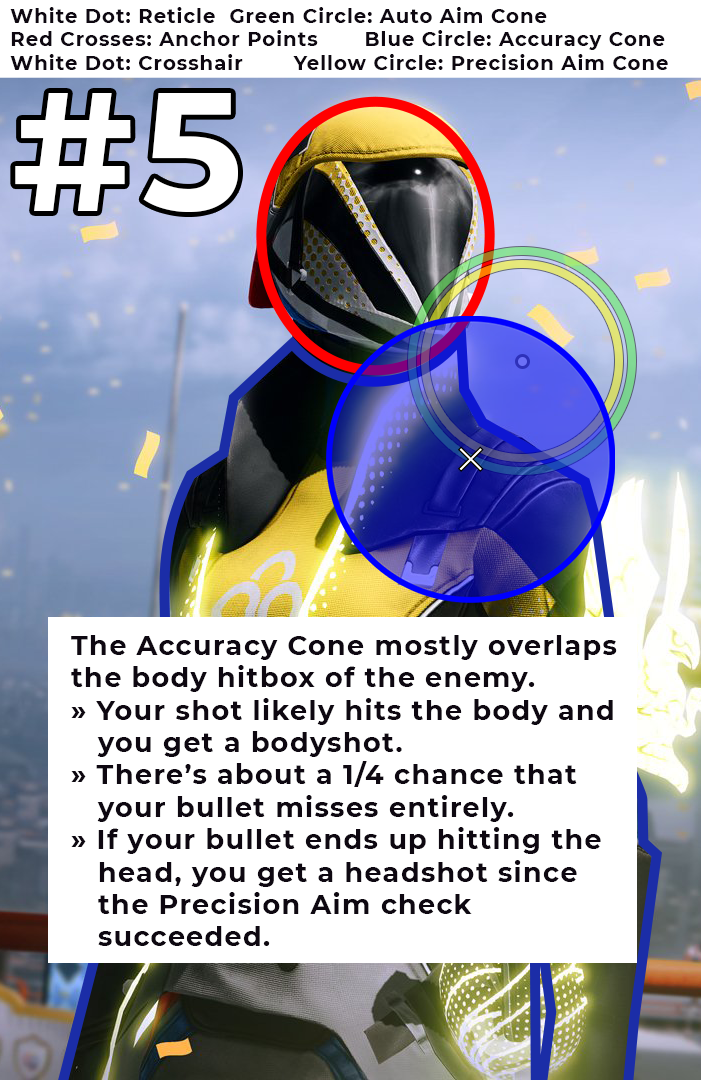 White Dot: Reticle  Green Circle: Auto Aim Cone
Red Crosses: Anchor Points  Blue Circle: Accuracy Cone
White Dot: Crosshair  Yellow Circle: Precision Aim Cone
#5
The Accuracy Cone mostly overlaps
the body hitbox of the enemy.
» Your shot likely hits the body and
you get a bodyshot.
» There’s about a 1/4 chance that
your bullet misses entirely.
» If your bullet ends up hitting the
head, you get a headshot since
the Precision Aim check
succeeded.